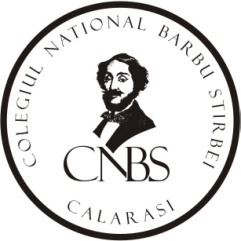 COLEGIUL NATIONAL BARBU STIRBEI
CNBS
CALARASI